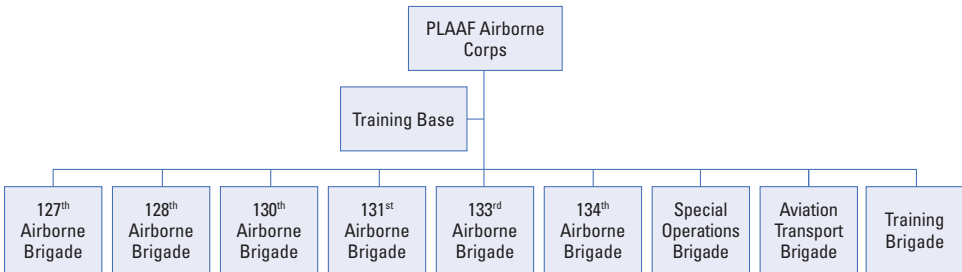 PLAAF Airborne
Corps
Training Base
127th
Airborne
Brigade
128th
Airborne
Brigade
130th
Airborne
Brigade
131st
Airborne
Brigade
133rd
Airborne
Brigade
134th
Airborne
Brigade
Special
Operations
Brigade
Aviation
Transport
Brigade
Training
Brigade